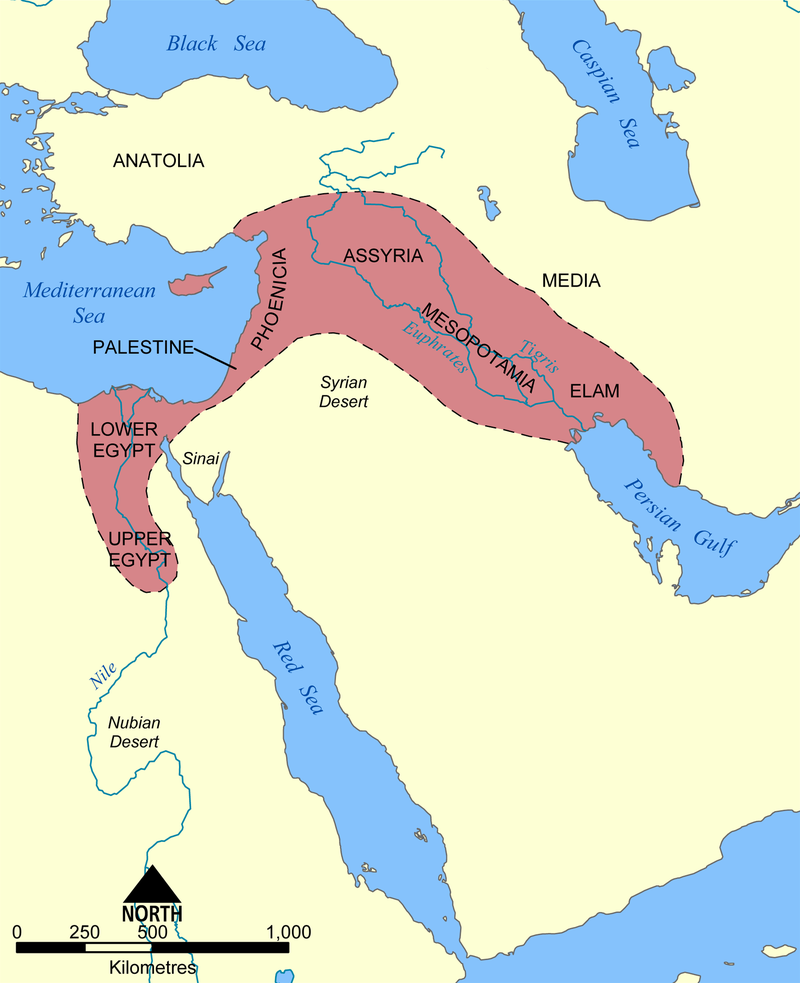 Black Sea
Caspian Sea
ANATOLIA
ASSYRIA
MEDIA
PHOENICIA
Mediterranean
Sea
MESOPOTAMIA
Euphrates
Tigris
PALESTINE
ELAM
Syrian
Desert
LOWER
EGYPT
Sinai
Persian Gulf
UPPER
EGYPT
Nile
Red Sea
Nubian
Desert
NORTH
0 250 500 1,000
Kilometres